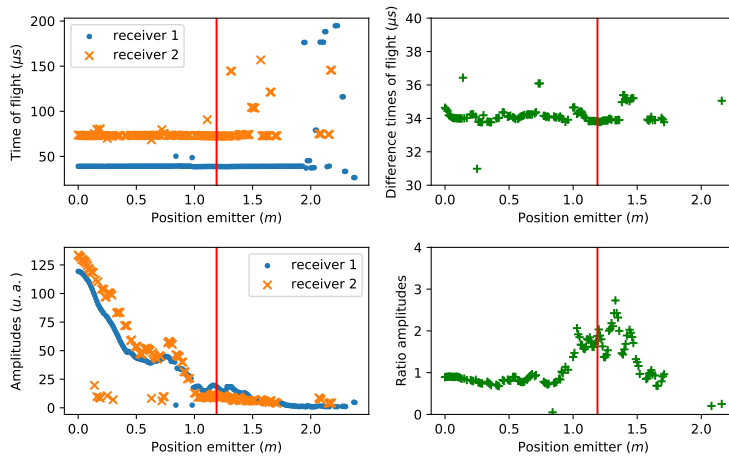 Time of flight (µs)
200
150
100
50
receiver 1
receiver 2
0.0 0.5 1.0 1.5 2.0
Position emitter (m)
Difference times of flight (µs)
40
38
36
34
32
30
0.0 0.5 1.0 1.5 2.0
Position emitter (m)
Amplitudes (u. a.)
125
100
75
50
25
0
receiver 1
receiver 2
0.0 0.5 1.0 1.5 2.0
Position emitter (m)
Ratio amplitudes
4
3
2
1
0
0.0 0.5 1.0 1.5 2.0
Position emitter (m)